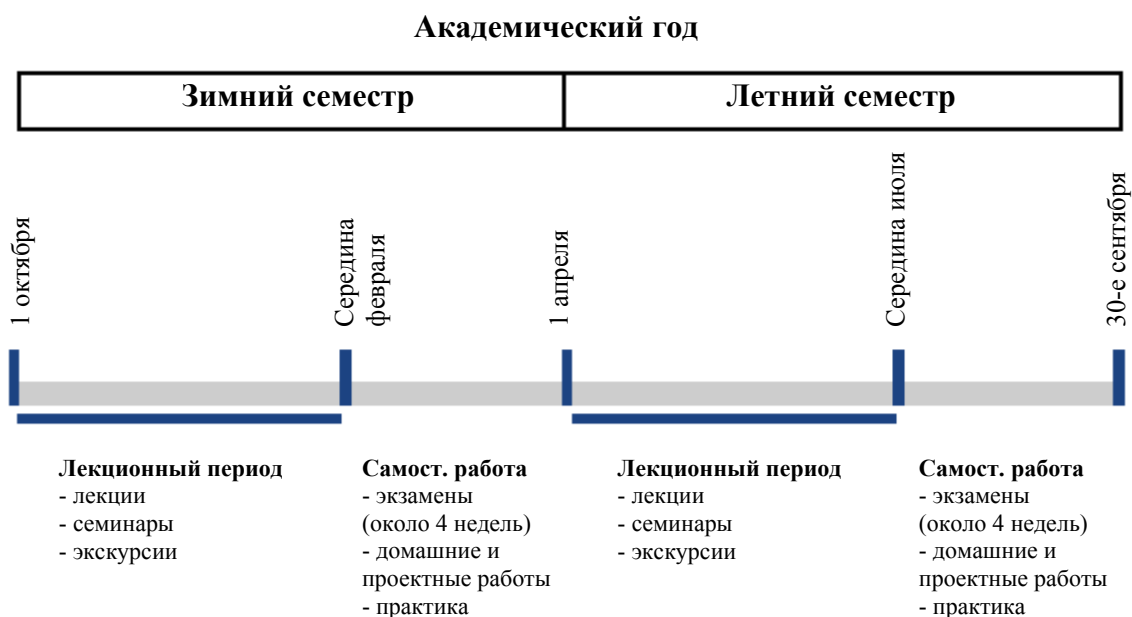 Академический год
Зимний семестр
Летний семестр
1 октября
Середина
февраля
1 апреля
Середина июля
30-е сентября
Лекционный период
- лекции
- семинары
- экскурсии
Самост. работа
- экзамены
(около 4 недель)
- домашние и
проектные работы
- практика
Лекционный период
- лекции
- семинары
- экскурсии
Самост. работа
- экзамены
(около 4 недель)
- домашние и
проектные работы
- практика